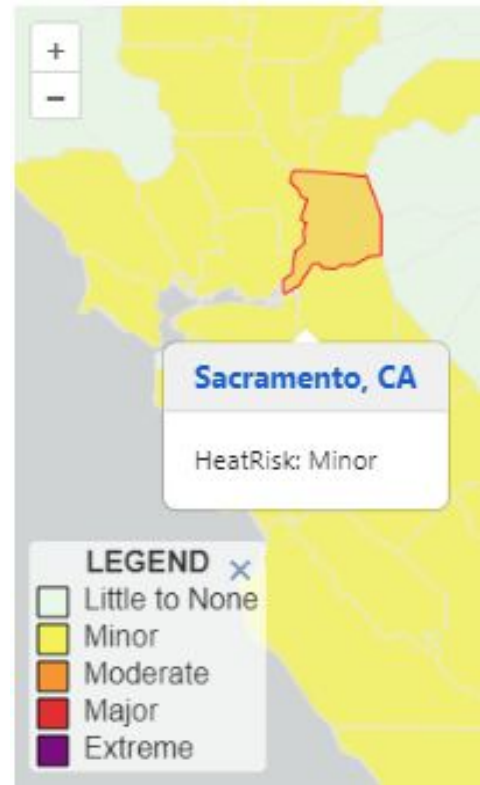 +
−
Sacramento, CA
HeatRisk: Minor
LEGEND ×
Little to None
Minor
Moderate
Major
Extreme